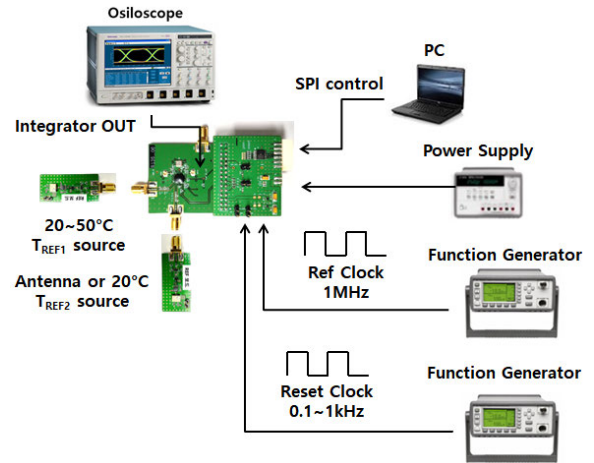 Osiloscope
PC
SPI control
Integrator OUT
Power Supply
20~50°C
TREF1 source
Antenna or 20°C
TREF2 source
Ref Clock
1MHz
Function Generator
Reset Clock
0.1~1kHz
Function Generator